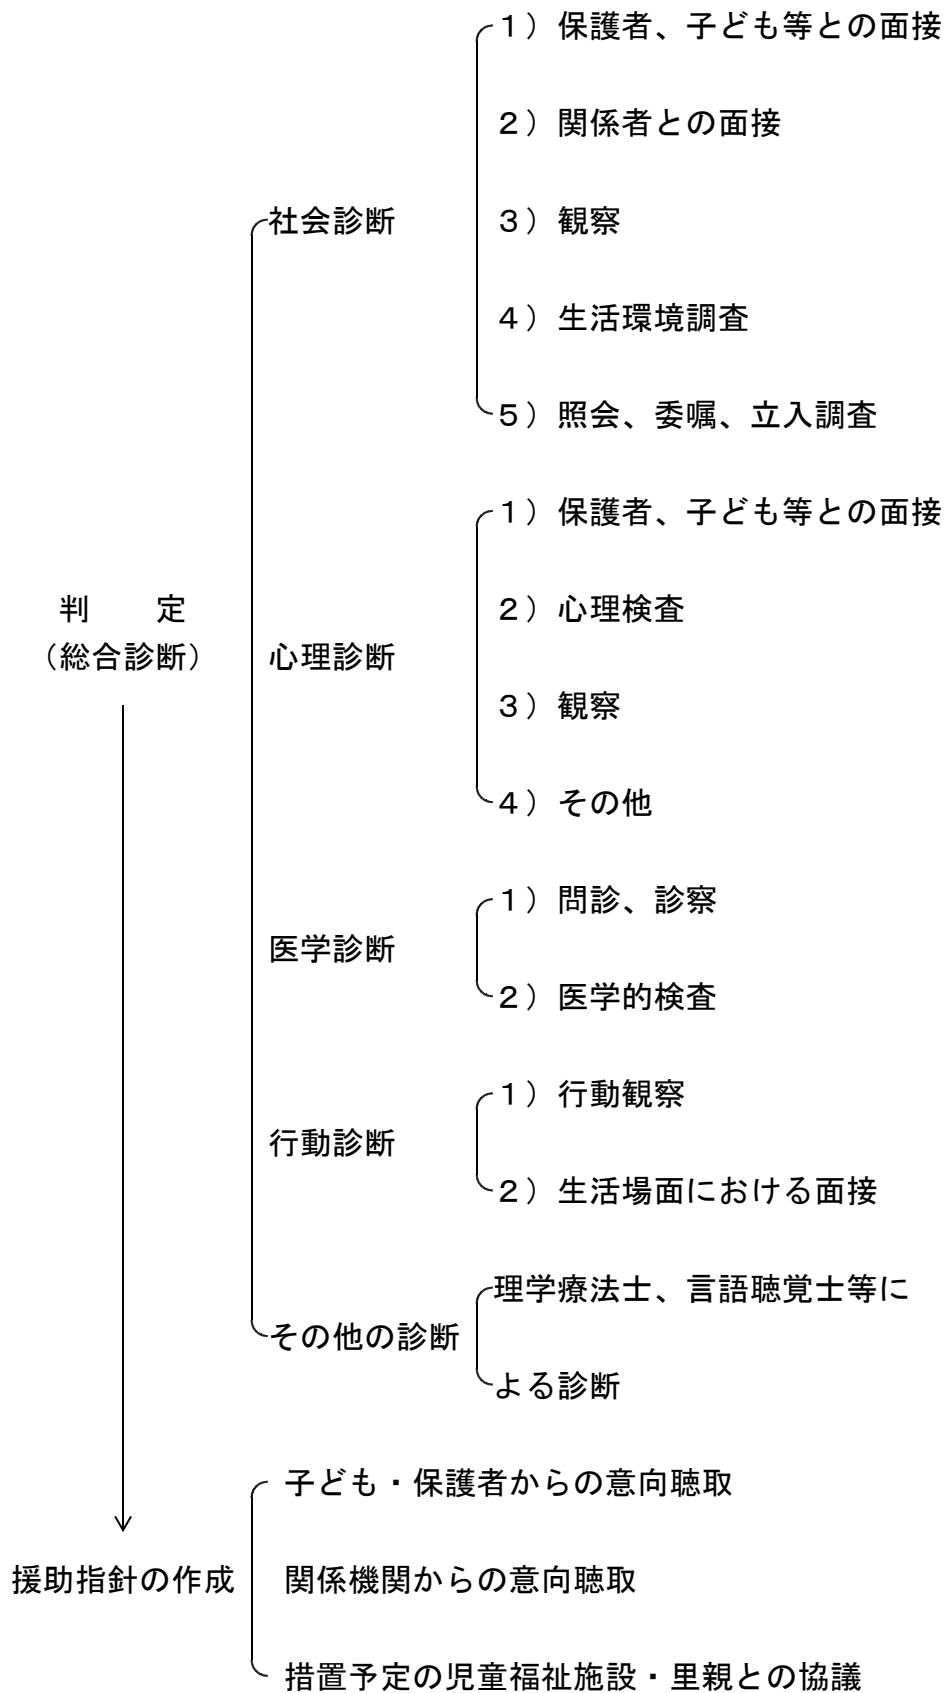 1）保護者、子ども等との面接
2）関係者との面接
社会診断
3）観察
4）生活環境調査
5）照会、委嘱、立入調査
1）保護者、子ども等との面接
判　　定
（総合診断）
2）心理検査
心理診断
3）観察
4）その他
1）問診、診察
医学診断
2）医学的検査
1）行動観察
行動診断
2）生活場面における面接
理学療法士、言語聴覚士等に
その他の診断
よる診断
子ども・保護者からの意向聴取
援助指針の作成
関係機関からの意向聴取
措置予定の児童福祉施設・里親との協議